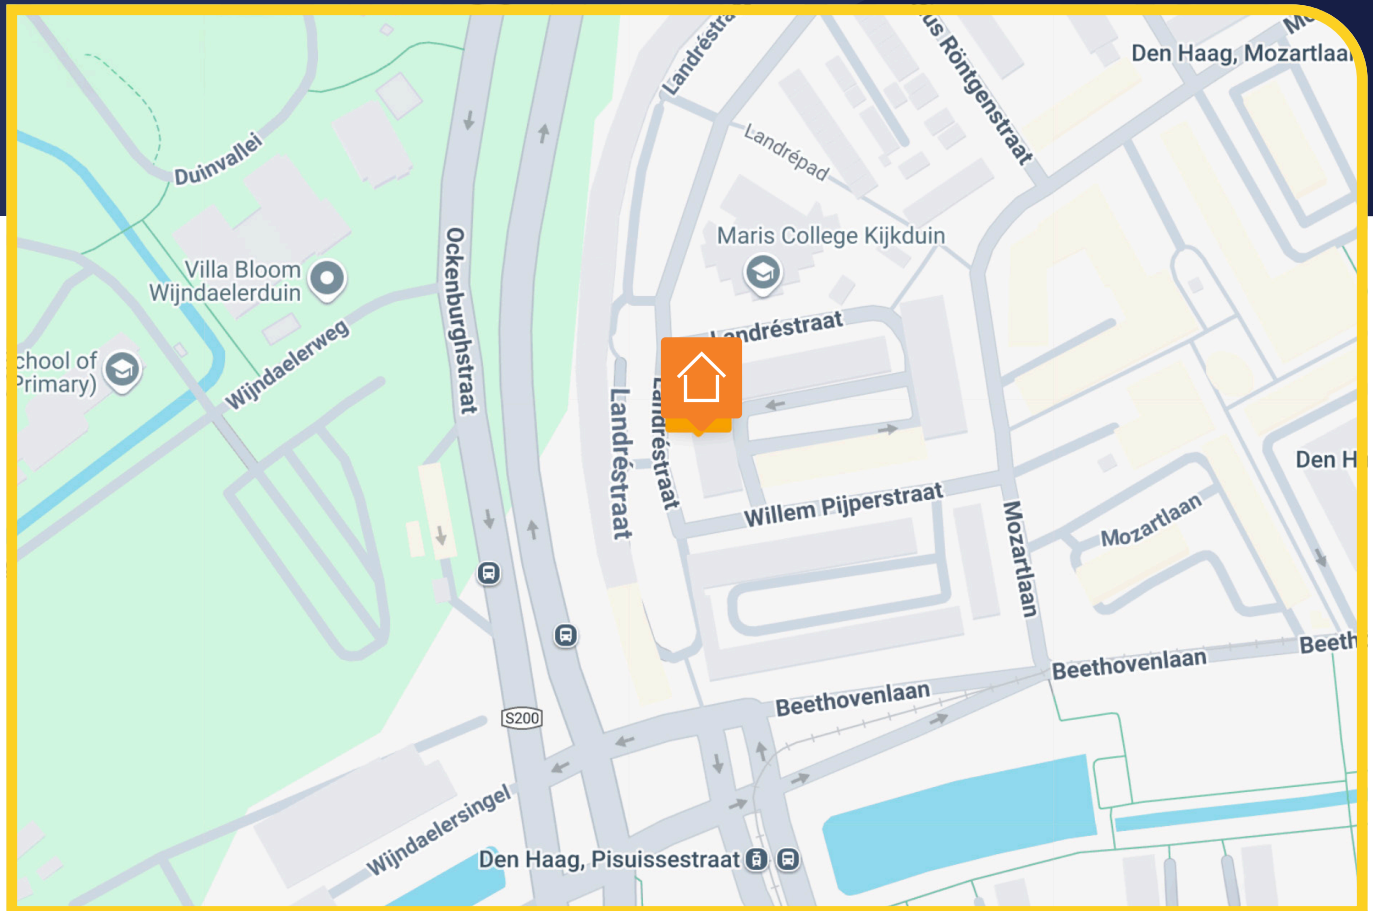 Landréstra
us Röntgenstraat
Mo
Den Haag, Mozartlaan
Duinvallei
Landrépad
Ockenburghstraat
Maris College Kijkduin
Villa Bloom
Wijndaelerduin
Landréstraat
Wijndaelerweg
chool of
Primary)
Landréstraat
Landréstraat
Den H
Willem Pijperstraat
Mozartlaan
Mozartlaan
Beeth
Beethovenlaan
Beethovenlaan
S200
Wijndaelersingel
Den Haag, Pisuissestraat